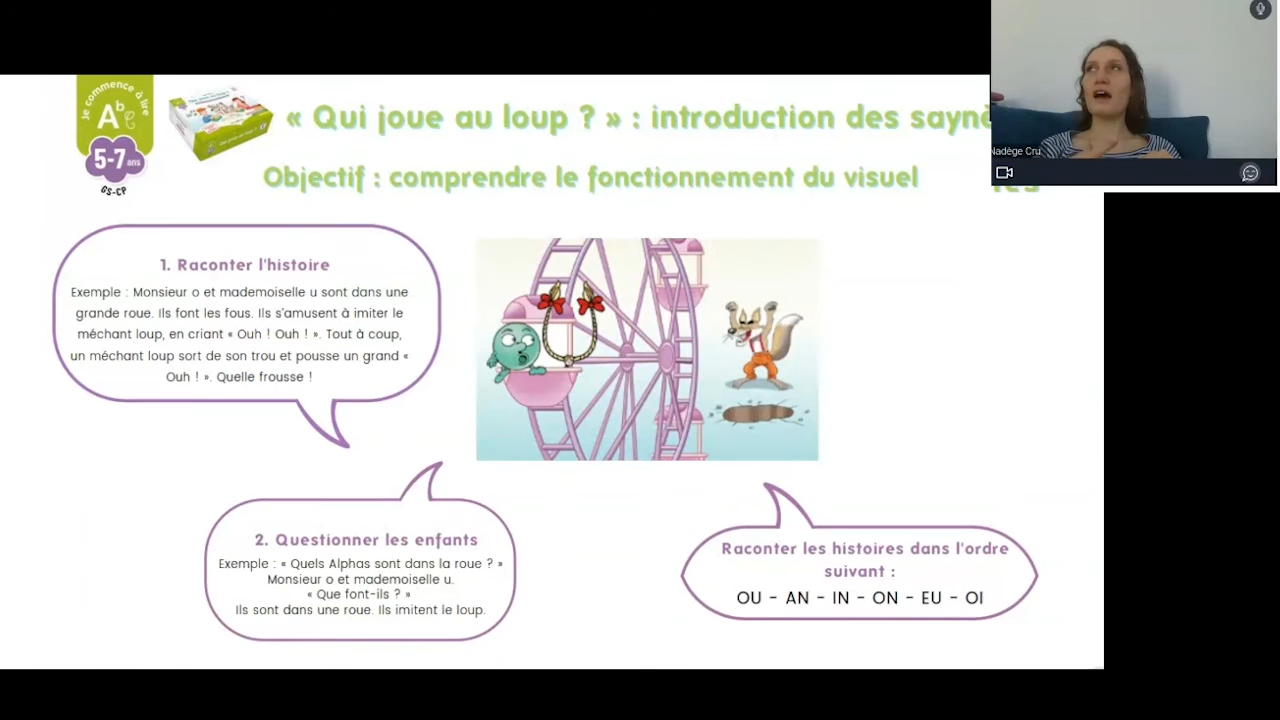 Je commence à lire
Ab
5-7 ans
GS-CP
« Qui joue au loup ? » : introduction des sayn
Objectif : comprendre le fonctionnement du visuel
Nadège Cru
1. Raconter l'histoire
Exemple : Monsieur o et mademoiselle u sont dans une
grande roue. Ils font les fous. Ils s'amusent à imiter le
méchant loup, en criant « Ouh ! Ouh ! ». Tout à coup,
un méchant loup sort de son trou et pousse un grand «
Ouh ! ». Quelle frousse !
2. Questionner les enfants
Exemple : « Quels Alphas sont dans la roue ? »
Monsieur o et mademoiselle u.
« Que font-ils ? »
Ils sont dans une roue. Ils imitent le loup.
Raconter les histoires dans l'ordre
suivant :
OU - AN - IN - ON - EU - OI